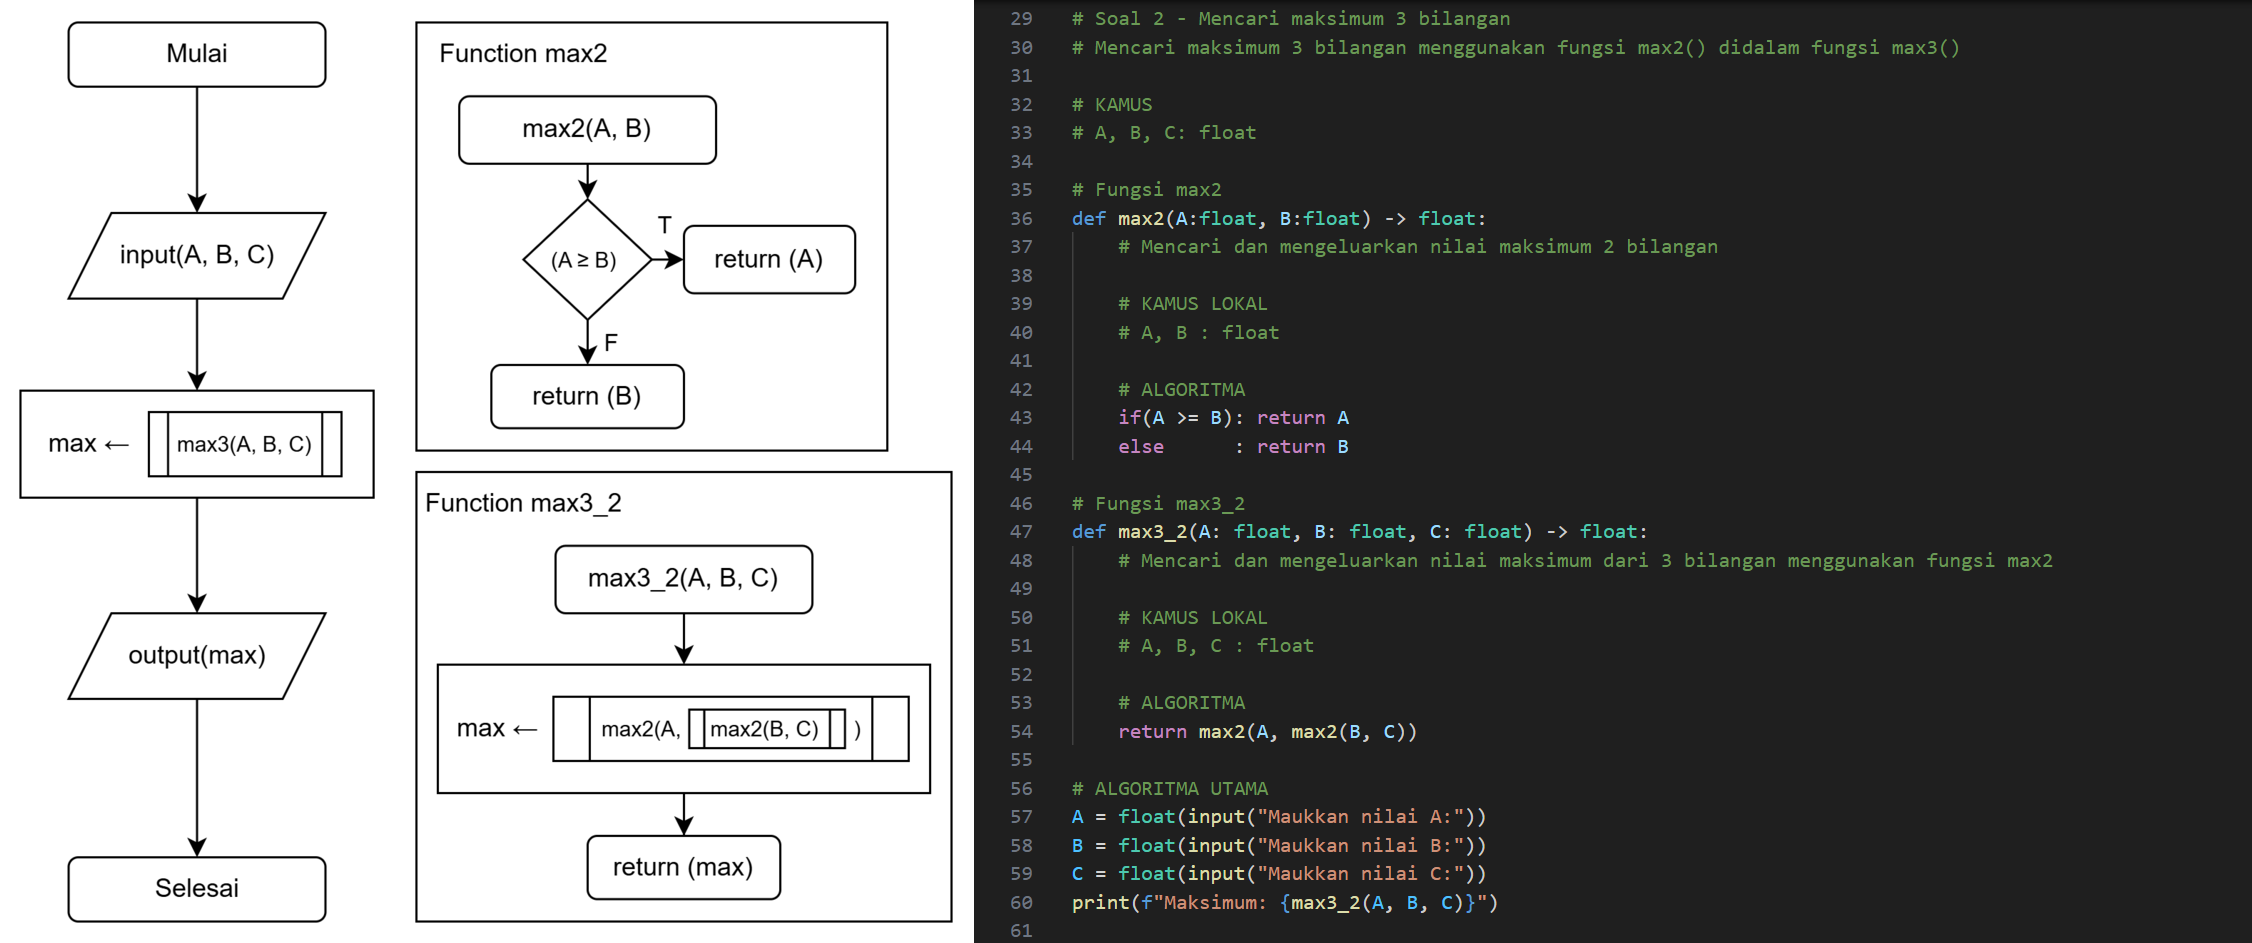 Mulai
input(A, B, C)
max ← max3(A, B, C)
output(max)
Selesai
Function max2
max2(A, B)
(A ≥ B)
T
return (A)
F
return (B)
Function max3_2
max3_2(A, B, C)
max ← max2(A, max2(B, C) )
return (max)
29 # Soal 2 - Mencari maksimum 3 bilangan
30 # Mencari maksimum 3 bilangan menggunakan fungsi max2() didalam fungsi max3()
31
32 # KAMUS
33 # A, B, C: float
34
35 # Fungsi max2
36 def max2(A:float, B:float) -> float:
37     # Mencari dan mengeluarkan nilai maksimum 2 bilangan
38
39     # KAMUS LOKAL
40     # A, B : float
41
42     # ALGORITMA
43     if(A >= B): return A
44     else      : return B
45
46 # Fungsi max3_2
47 def max3_2(A: float, B: float, C: float) -> float:
48     # Mencari dan mengeluarkan nilai maksimum dari 3 bilangan menggunakan fungsi max2
49
50     # KAMUS LOKAL
51     # A, B, C : float
52
53     # ALGORITMA
54     return max2(A, max2(B, C))
55
56 # ALGORITMA UTAMA
57 A = float(input("Maukkan nilai A:"))
58 B = float(input("Maukkan nilai B:"))
59 C = float(input("Maukkan nilai C:"))
60 print(f"Maksimum: {max3_2(A, B, C)}")
61